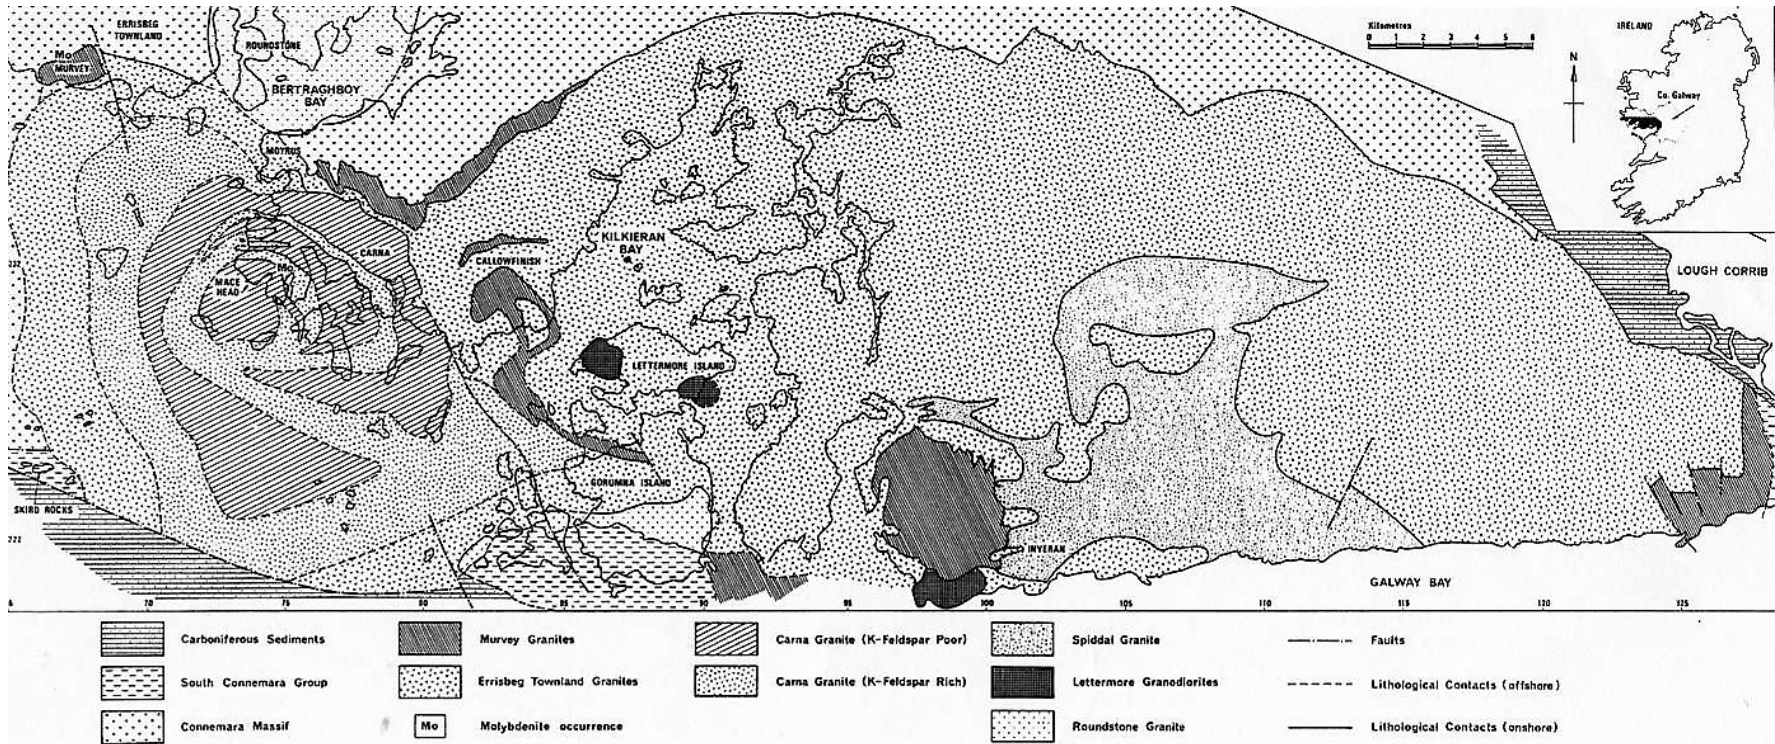 ERRISBEG
TOWNLAND
Mo
MURVEY
ROUNDSTONE
BERTRAGHBOY
BAY
MOYRUS
Kilometres
0 1 2 3 4 5 6
N
IRELAND
Co. Galway
232
CARNA
Mo
MACE
HEAD
KILKIERAN
BAY
CALLOWFINISH
LOUGH CORRIB
LETTERMORE ISLAND
SKIRD ROCKS
GORUMNA ISLAND
221
INVERAN
GALWAY BAY
70 75 80 85 90 95 100 105 110 115 120 125
Carboniferous Sediments
South Connemara Group
Connemara Massif
Murvey Granites
Errisbeg Townland Granites
Mo Molybdenite occurrence
Carna Granite (K-Feldspar Poor)
Carna Granite (K-Feldspar Rich)
Spiddal Granite
Lettermore Granodiorites
Roundstone Granite
Faults
Lithological Contacts (offshore)
Lithological Contacts (onshore)